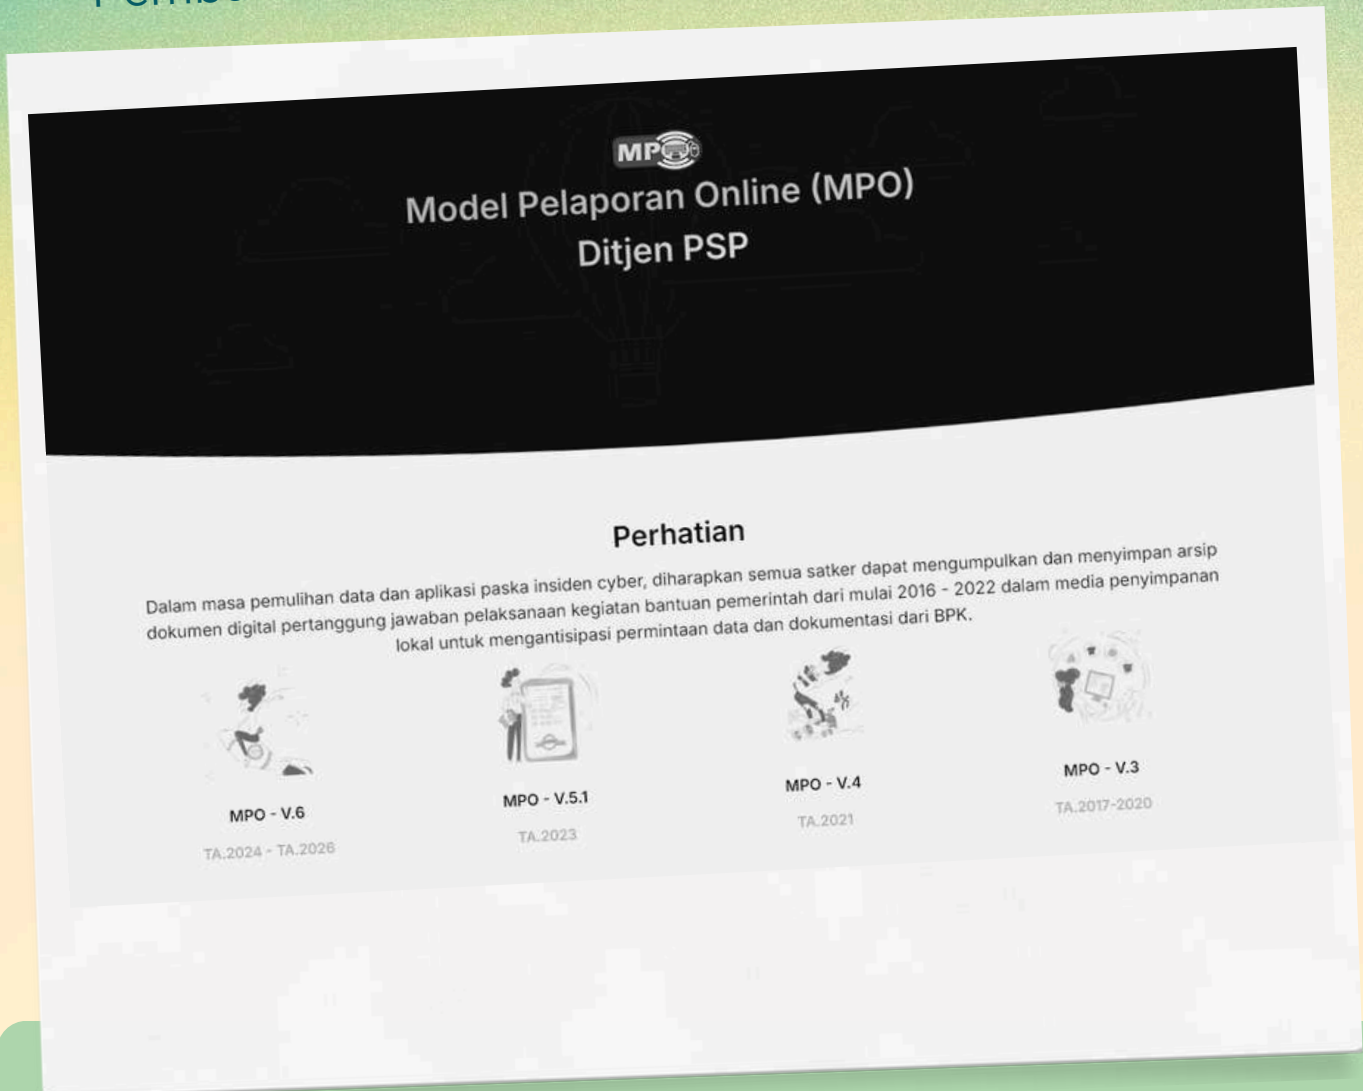 MPO
Model Pelaporan Online (MPO)
Ditjen PSP
Perhatian
Dalam masa pemulihan data dan aplikasi paska insiden cyber, diharapkan semua satker dapat mengumpulkan dan menyimpan arsip
dokumen digital pertanggung jawaban pelaksanaan kegiatan bantuan pemerintah dari mulai 2016 - 2022 dalam media penyimpanan
lokal untuk mengantisipasi permintaan data dan dokumentasi dari BPK.
MPO - V.6
TA.2024 - TA.2026
MPO - V.5.1
TA.2023
MPO - V.4
TA.2021
MPO - V.3
TA.2017-2020